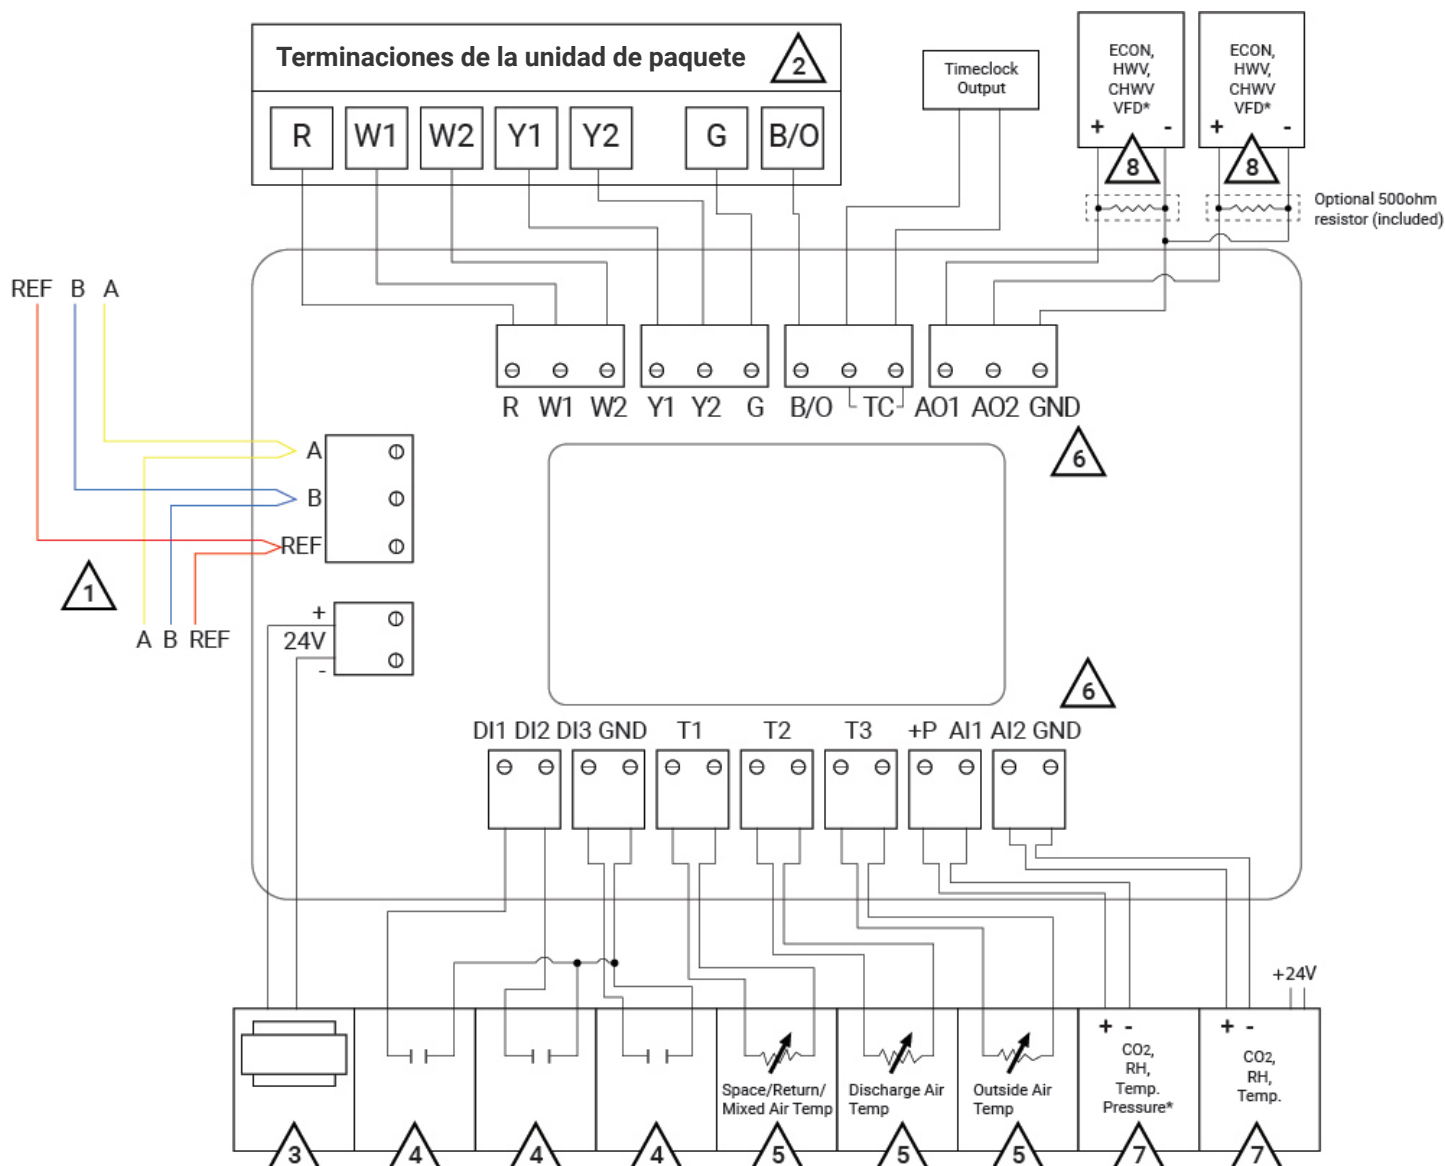 Terminaciones de la unidad de paquete
2
R W1 W2 Y1 Y2 G B/O
Timeclock
Output
ECON,
HWV,
CHWV
VFD*
+ -
8
ECON,
HWV,
CHWV
VFD*
+ -
8
Optional 500ohm
resistor (included)
REF B A
R W1 W2 Y1 Y2 G B/O TC AO1 AO2 GND
6
A
B
REF
1
A B REF
+
24V
-
6
DI1 DI2 DI3 GND T1 T2 T3 +P AI1 AI2 GND
+24V
3
4
4
4
Space/Return/
Mixed Air Temp
5
Discharge Air
Temp
5
Outside Air
Temp
5
+ -
CO2,
RH,
Temp.
Pressure*
7
+ -
CO2,
RH,
Temp.
7